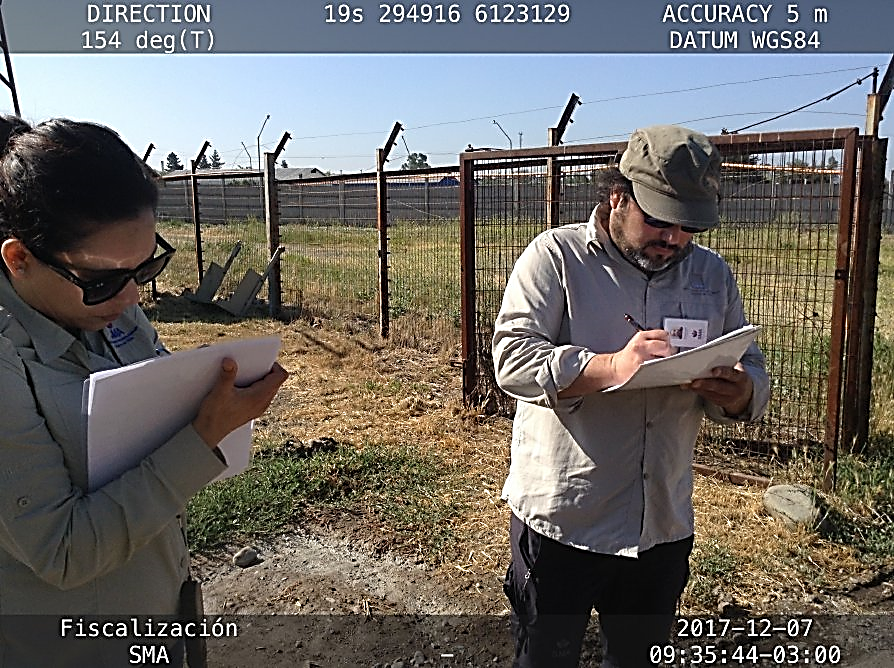 DIRECTION
154 deg(T)
19s 294916 6123129
ACCURACY 5 m
DATUM WGS84
Fiscalización
SMA
2017-12-07
09:35:44-03:00